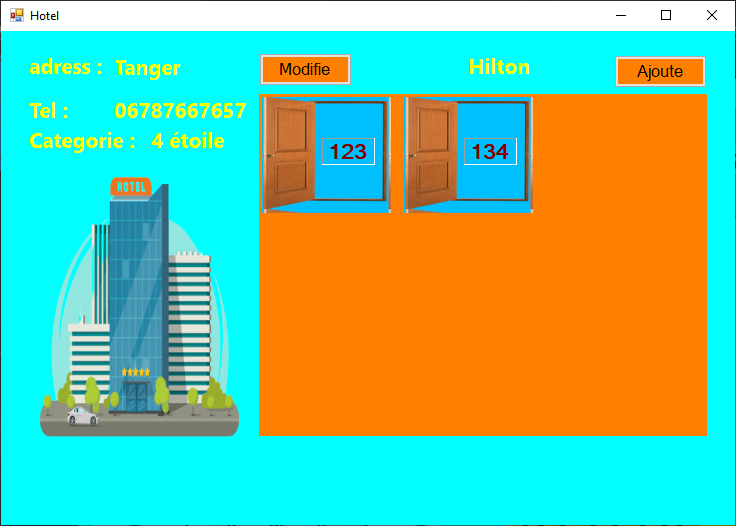 Hotel
adress : Tanger
Modifie
Hilton
Ajoute
Tel : 06787667657
Categorie : 4 étoile
123
134
HOTEL